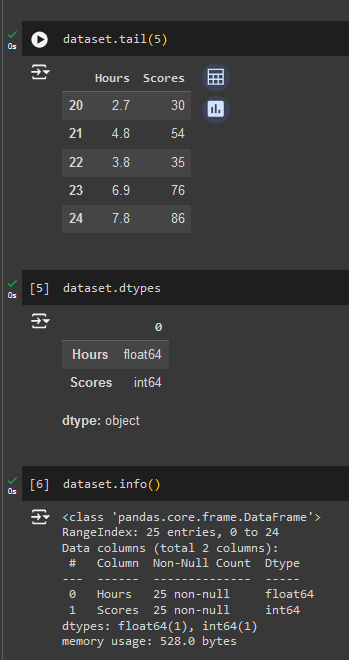 0s dataset.tail(5)
Hours Scores
20 2.7 30
21 4.8 54
22 3.8 35
23 6.9 76
24 7.8 86
0s [5] dataset.dtypes
0
Hours float64
Scores int64
dtype: object
0s [6] dataset.info()
<class 'pandas.core.frame.DataFrame'>
RangeIndex: 25 entries, 0 to 24
Data columns (total 2 columns):
# Column Non-Null Count Dtype
--- ------ -------------- -----
0 Hours 25 non-null float64
1 Scores 25 non-null int64
dtypes: float64(1), int64(1)
memory usage: 528.0 bytes